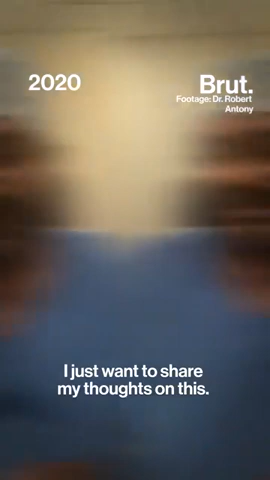 2020
Brut.
Footage: Dr. Robert
Antony
I just want to share
my thoughts on this.